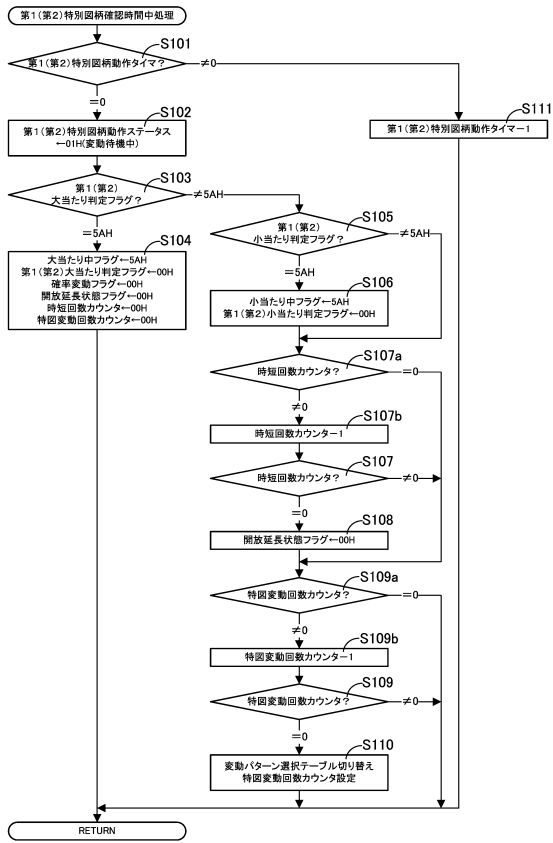 第1(第2)特別図柄確認時間中処理
S101
第1(第2)特別図柄動作タイマ?
≠0
=0
S102
第1(第2)特別図柄動作ステータス
←01H(変動待機中)
S111
第1(第2)特別図柄動作タイマー1
S103
第1(第2)
大当たり判定フラグ?
≠5AH
=5AH
S104
大当たり中フラグ←5AH
第1(第2)大当たり判定フラグ←00H
確率変動フラグ←00H
開放延長状態フラグ←00H
時短回数カウンタ←00H
特図変動回数カウンタ←00H
S105
第1(第2)
小当たり判定フラグ?
≠5AH
=5AH
S106
小当たり中フラグ←5AH
第1(第2)小当たり判定フラグ←00H
S107a
時短回数カウンタ?
=0
≠0
S107b
時短回数カウンター1
S107
時短回数カウンタ?
≠0
=0
S108
開放延長状態フラグ←00H
S109a
特図変動回数カウンタ?
=0
≠0
S109b
特図変動回数カウンター1
S109
特図変動回数カウンタ?
≠0
=0
S110
変動パターン選択テーブル切り替え
特図変動回数カウンタ設定
RETURN